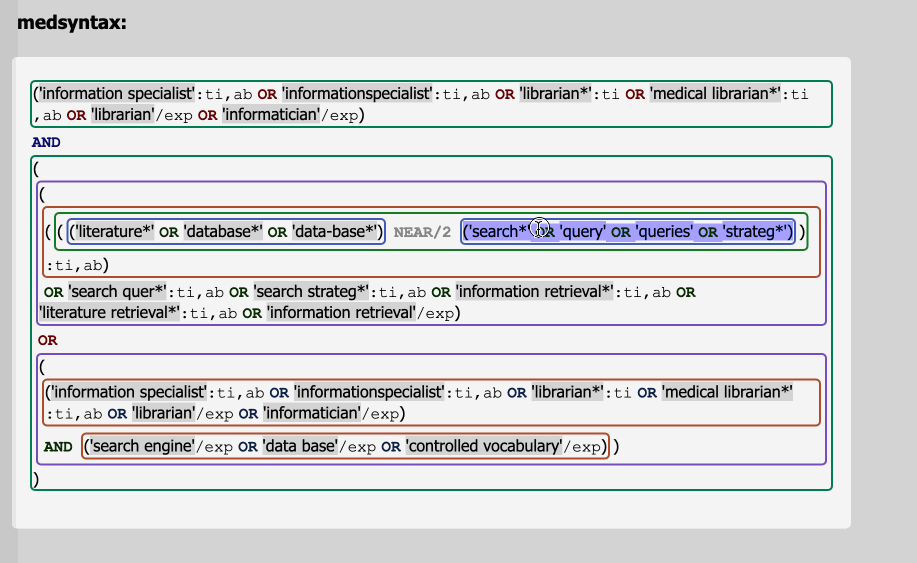 medsyntax:
('information specialist':ti,ab OR 'informationspecialist':ti,ab OR 'librarian*':ti OR 'medical librarian*':ti
,ab OR 'librarian'/exp OR 'informatician'/exp)
AND
(
(
( ( ('literature*' OR 'database*' OR 'data-base*') NEAR/2 ('search*' OR 'query' OR 'queries' OR 'strateg*') )
:ti,ab)
OR 'search quer*':ti,ab OR 'search strateg*':ti,ab OR 'information retrieval*':ti,ab OR
'literature retrieval*':ti,ab OR 'information retrieval'/exp)
OR
(
('information specialist':ti,ab OR 'informationspecialist':ti,ab OR 'librarian*':ti OR 'medical librarian*'
:ti,ab OR 'librarian'/exp OR 'informatician'/exp)
AND ('search engine'/exp OR 'data base'/exp OR 'controlled vocabulary'/exp) )
)